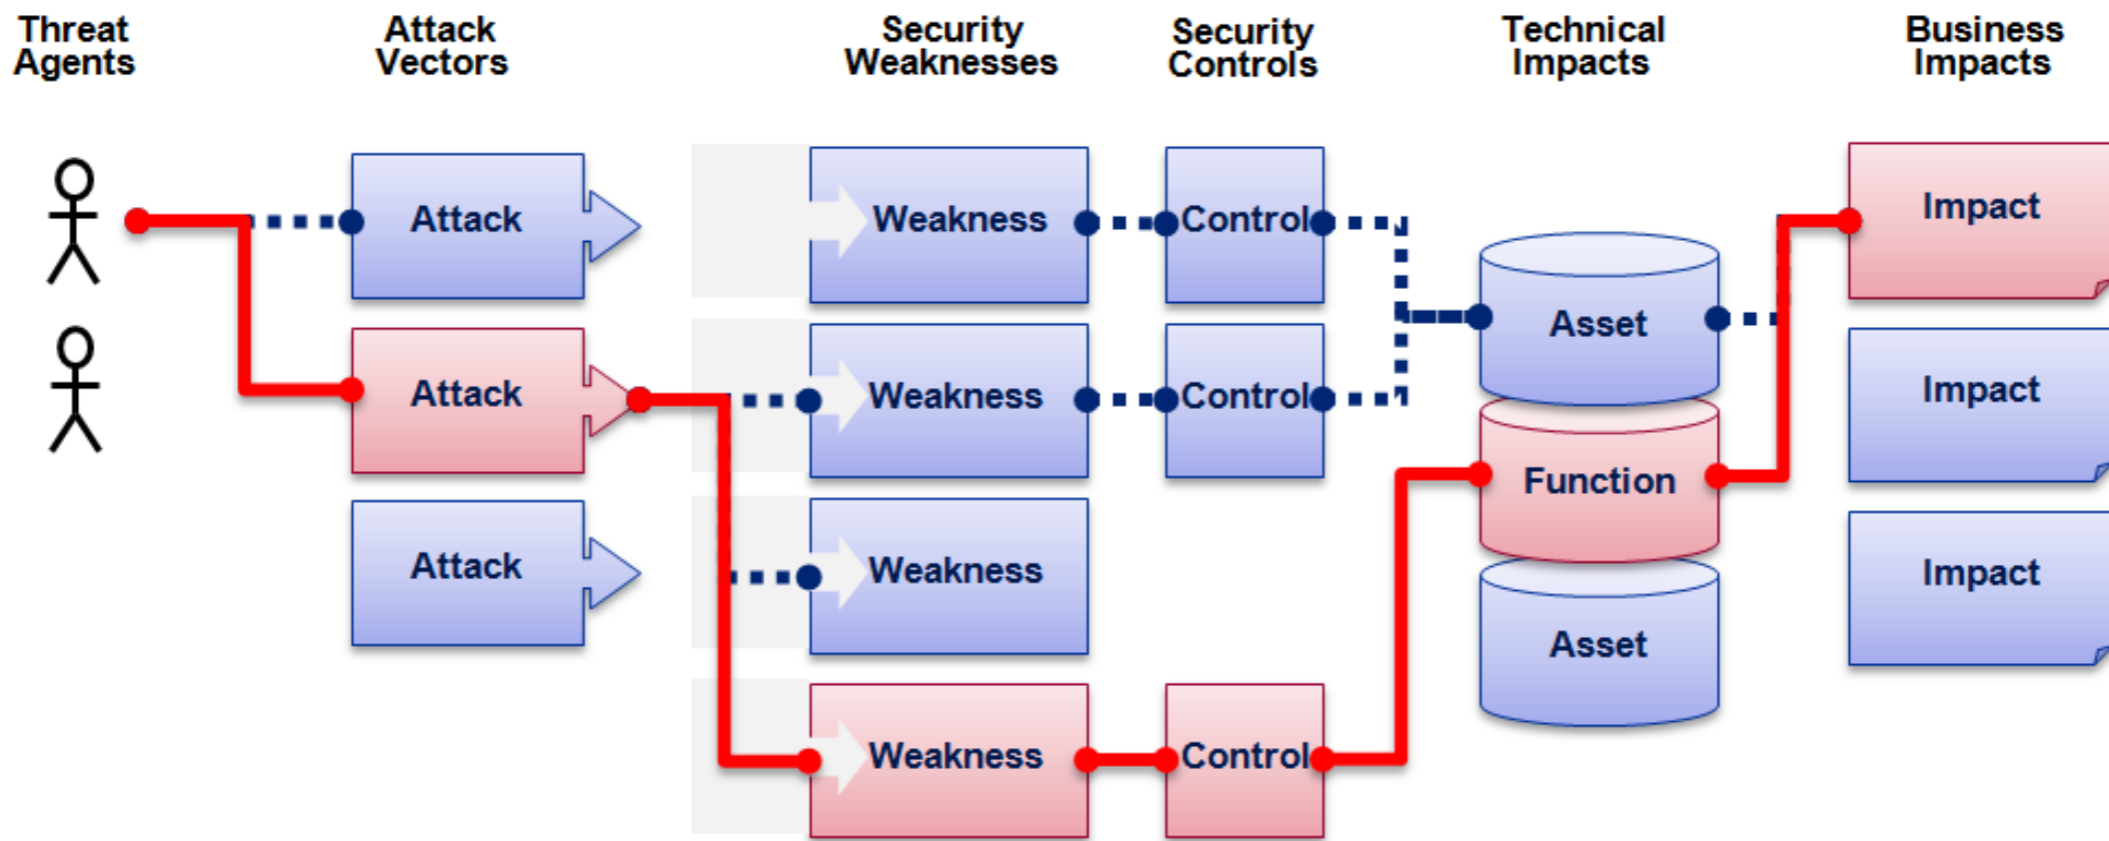 Threat
Agents
Attack
Vectors
Security
Weaknesses
Security
Controls
Technical
Impacts
Business
Impacts
Attack
Weakness
Control
Impact
Asset
Attack
Weakness
Control
Impact
Function
Attack
Weakness
Impact
Asset
Weakness
Control